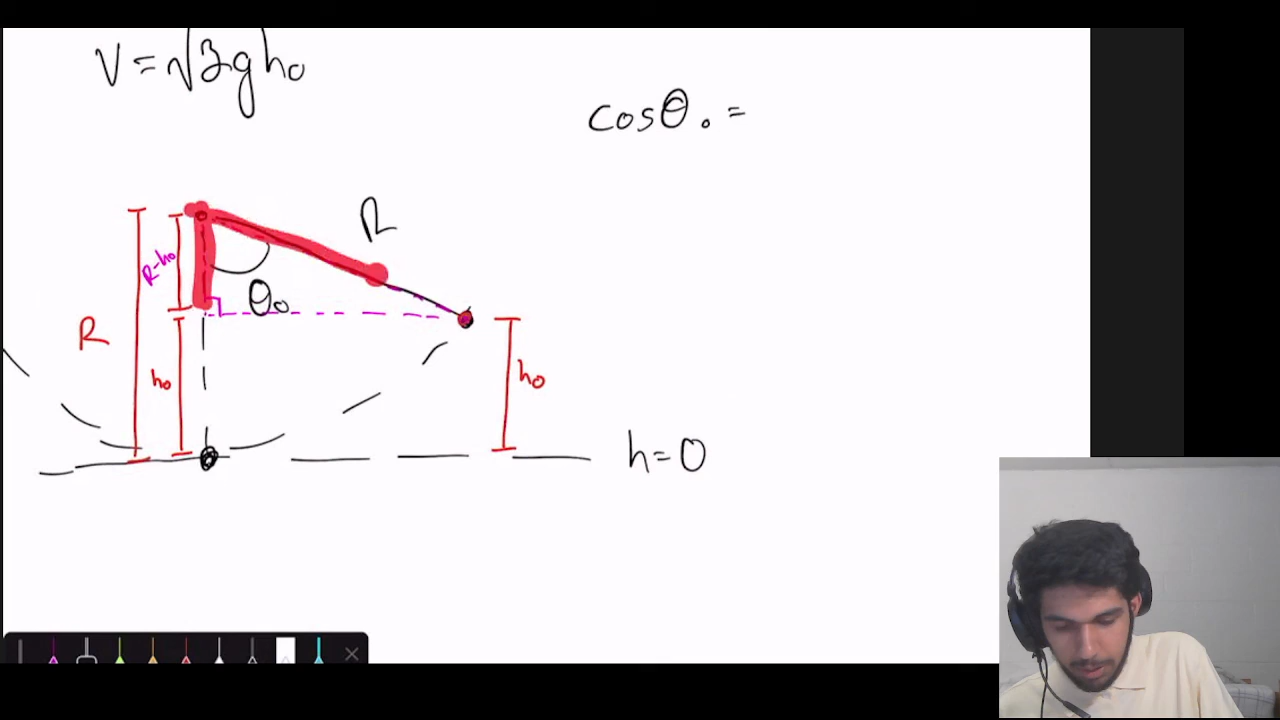 V = √2gh₀
cosθ₀ =
R
R-h₀
θ₀
R
h₀
h₀
h=0